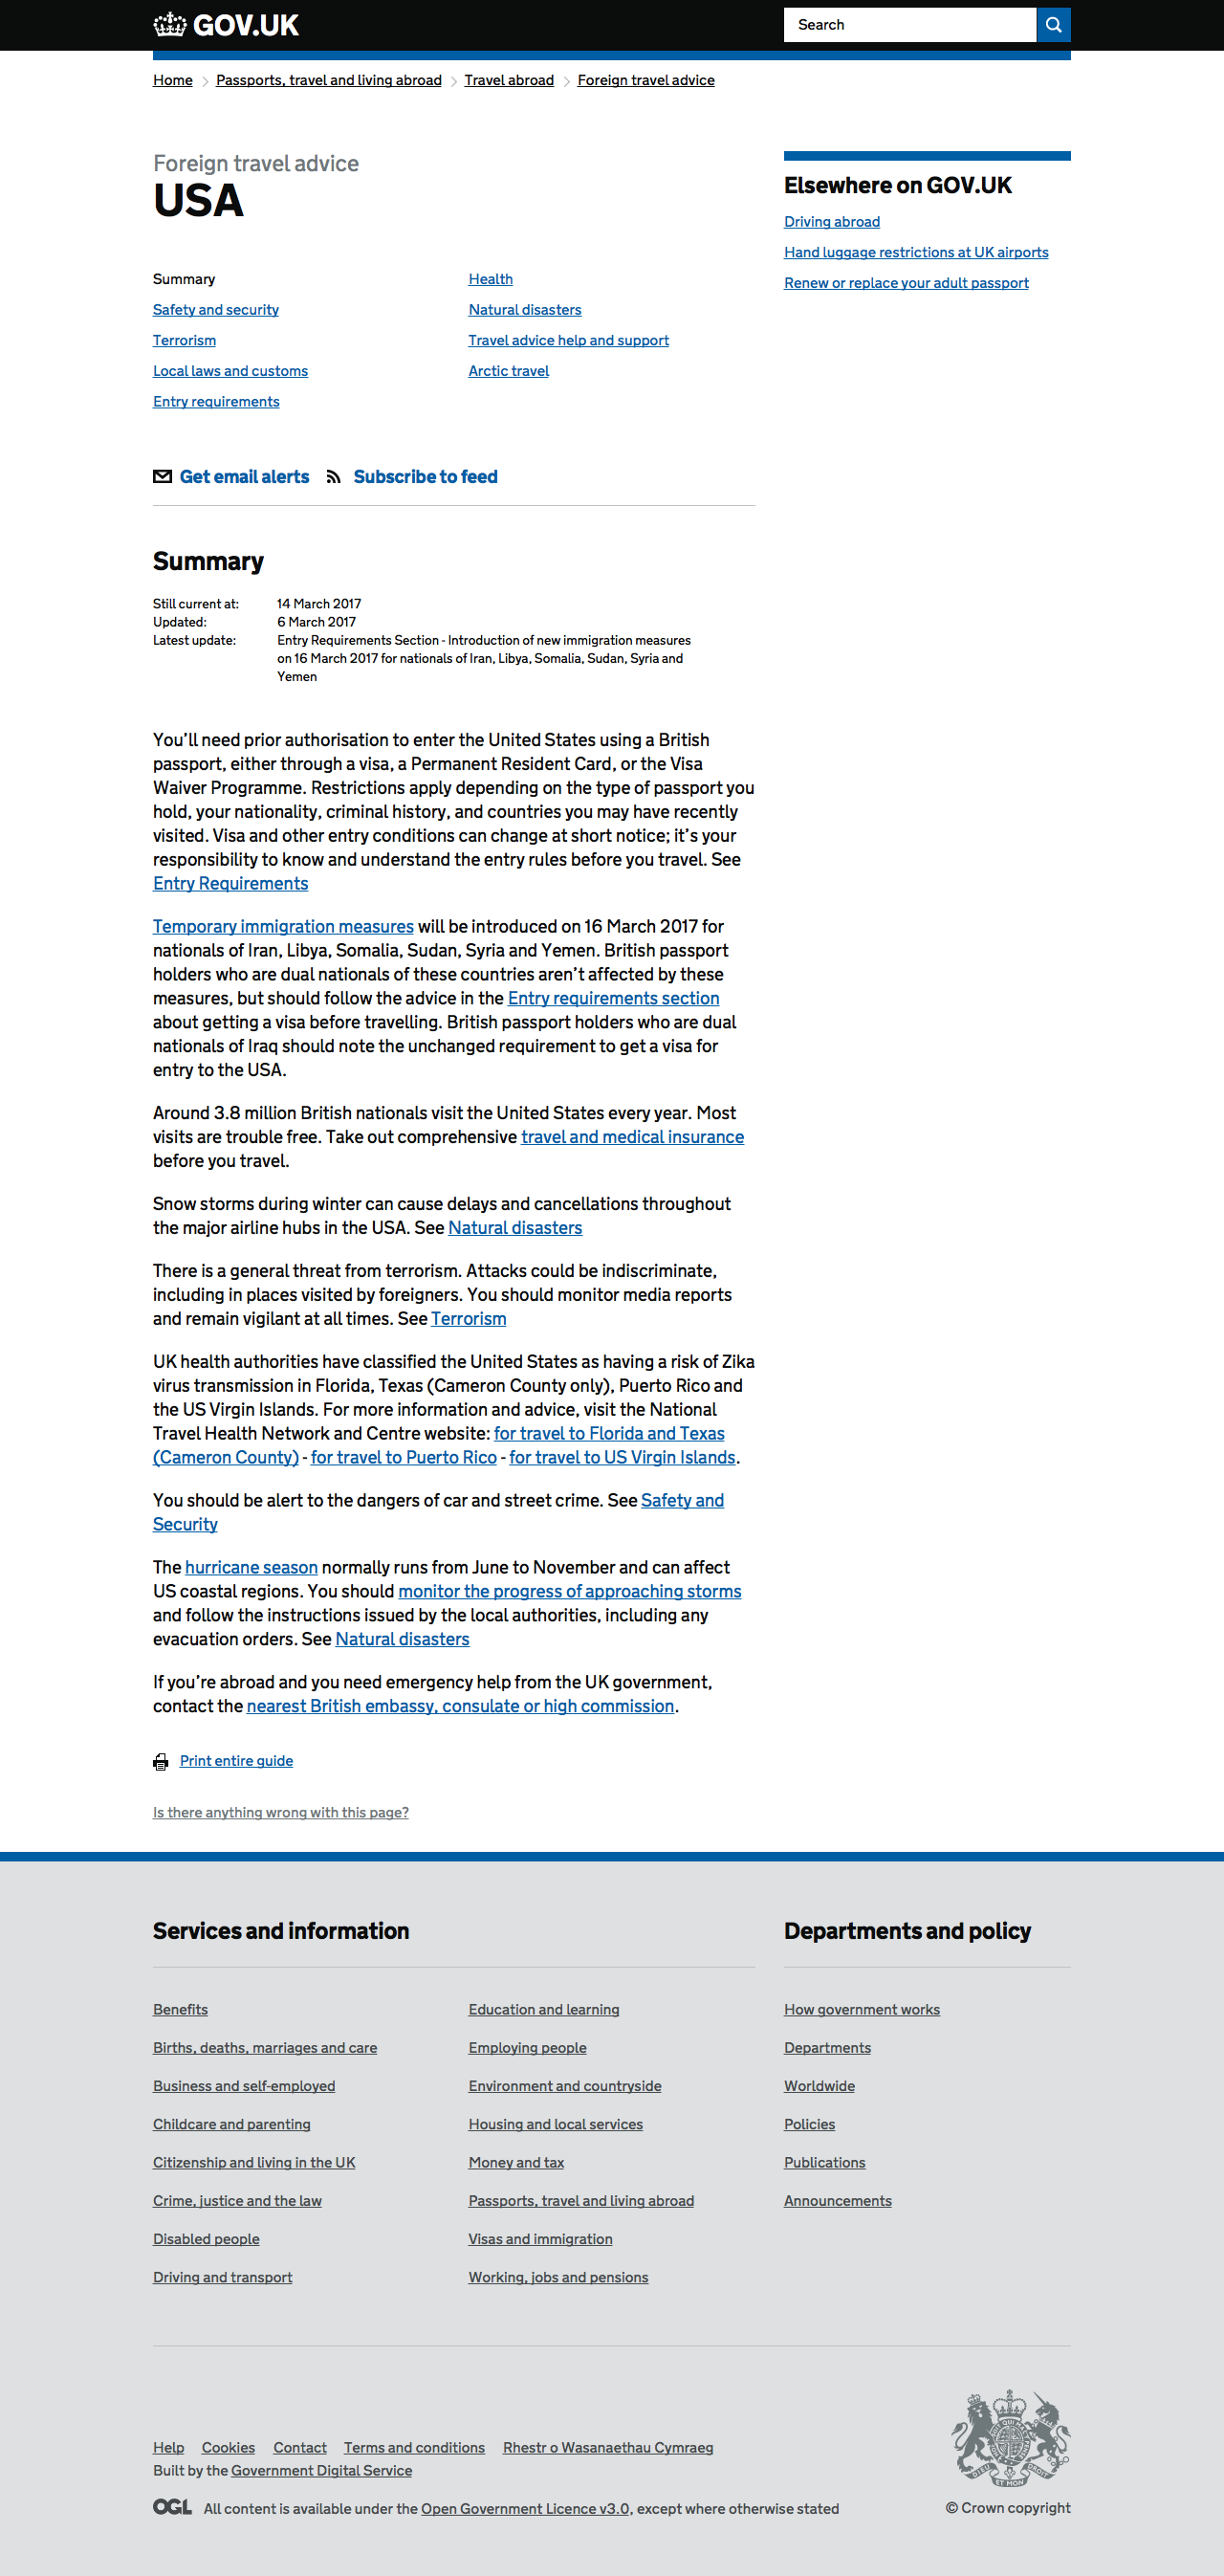 GOV.UK
Search
Home
Passports, travel and living abroad
Travel abroad
Foreign travel advice
Foreign travel advice
USA
Summary
Safety and security
Terrorism
Local laws and customs
Entry requirements
Health
Natural disasters
Travel advice help and support
Arctic travel
Elsewhere on GOV.UK
Driving abroad
Hand luggage restrictions at UK airports
Renew or replace your adult passport
Get email alerts
Subscribe to feed
Summary
Still current at: 14 March 2017
Updated: 6 March 2017
Latest update: Entry Requirements Section - Introduction of new immigration measures
on 16 March 2017 for nationals of Iran, Libya, Somalia, Sudan, Syria and
Yemen
You’ll need prior authorisation to enter the United States using a British
passport, either through a visa, a Permanent Resident Card, or the Visa
Waiver Programme. Restrictions apply depending on the type of passport you
hold, your nationality, criminal history, and countries you may have recently
visited. Visa and other entry conditions can change at short notice; it’s your
responsibility to know and understand the entry rules before you travel. See
Entry Requirements
Temporary immigration measures will be introduced on 16 March 2017 for
nationals of Iran, Libya, Somalia, Sudan, Syria and Yemen. British passport
holders who are dual nationals of these countries aren’t affected by these
measures, but should follow the advice in the Entry requirements section
about getting a visa before travelling. British passport holders who are dual
nationals of Iraq should note the unchanged requirement to get a visa for
entry to the USA.
Around 3.8 million British nationals visit the United States every year. Most
visits are trouble free. Take out comprehensive travel and medical insurance
before you travel.
Snow storms during winter can cause delays and cancellations throughout
the major airline hubs in the USA. See Natural disasters
There is a general threat from terrorism. Attacks could be indiscriminate,
including in places visited by foreigners. You should monitor media reports
and remain vigilant at all times. See Terrorism
UK health authorities have classified the United States as having a risk of Zika
virus transmission in Florida, Texas (Cameron County only), Puerto Rico and
the US Virgin Islands. For more information and advice, visit the National
Travel Health Network and Centre website: for travel to Florida and Texas
(Cameron County) - for travel to Puerto Rico - for travel to US Virgin Islands.
You should be alert to the dangers of car and street crime. See Safety and
Security
The hurricane season normally runs from June to November and can affect
US coastal regions. You should monitor the progress of approaching storms
and follow the instructions issued by the local authorities, including any
evacuation orders. See Natural disasters
If you’re abroad and you need emergency help from the UK government,
contact the nearest British embassy, consulate or high commission.
Print entire guide
Is there anything wrong with this page?
Services and information
Benefits
Births, deaths, marriages and care
Business and self-employed
Childcare and parenting
Citizenship and living in the UK
Crime, justice and the law
Disabled people
Driving and transport
Education and learning
Employing people
Environment and countryside
Housing and local services
Money and tax
Passports, travel and living abroad
Visas and immigration
Working, jobs and pensions
Departments and policy
How government works
Departments
Worldwide
Policies
Publications
Announcements
Help Cookies Contact Terms and conditions Rhestr o Wasanaethau Cymraeg
Built by the Government Digital Service
OGL All content is available under the Open Government Licence v3.0, except where otherwise stated
DIEU ET MON DROIT
© Crown copyright